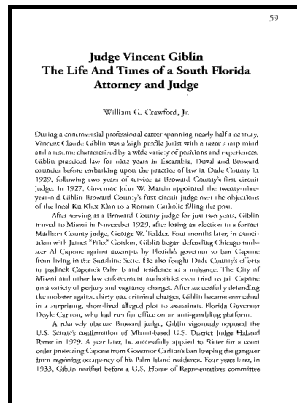 59
Judge Vincent Giblin
The Life And Times of a South Florida
Attorney and Judge
William G. Crawford, Jr.
During a controversial professional career spanning nearly half a century,
Vincent Claude Giblin was a high profile jurist with a sharp mind
and a resume characterized by a wide variety of positions and experiences.
Giblin practiced law for nine years in Escambia, Duval and Broward
counties before embarking upon the practice of law in Dade County in
1929, following two years of service as Broward County's first circuit
judge. In 1927, Governor John W. Martin appointed the twenty-nine-
year-old Giblin Broward County's first circuit judge over the objections
of the local Ku Klux Klan to a Roman Catholic filling the post.
After serving as a Broward County judge for just two years, Giblin
moved to Miami in November 1929, after losing an election to a former
Madison County judge, George W. Tedder. Four months later, in associ-
ation with James "Pike" Gordon, Giblin began defending Chicago mob-
ster Al Capone against attempts by Florida's governor to ban Capone
from living in the Sunshine State. He also fought Dade County's efforts
to padlock Capone's Palm Island residence as a nuisance. The City of
Miami and other law enforcement authorities even tried to jail Capone
on a variety of perjury and vagrancy charges. After successfully defending
the mobster against thirty-one criminal charges, Giblin became embroiled
in a surprising, short-lived alleged plot to assassinate Florida Governor
Doyle Carlton, who had run for office on an anti-gambling platform.
A relatively obscure Broward judge, Giblin vigorously opposed the
U.S. Senate's confirmation of Miami-based U.S. District Judge Halsted
Ritter in 1929. A year later, he successfully appealed to Ritter for a court
order protecting Capone from Governor Carlton's ban keeping the gangster
from regaining occupancy of his Palm Island residence. Four years later, in
1933, Giblin testified before a U.S. House of Representatives committee